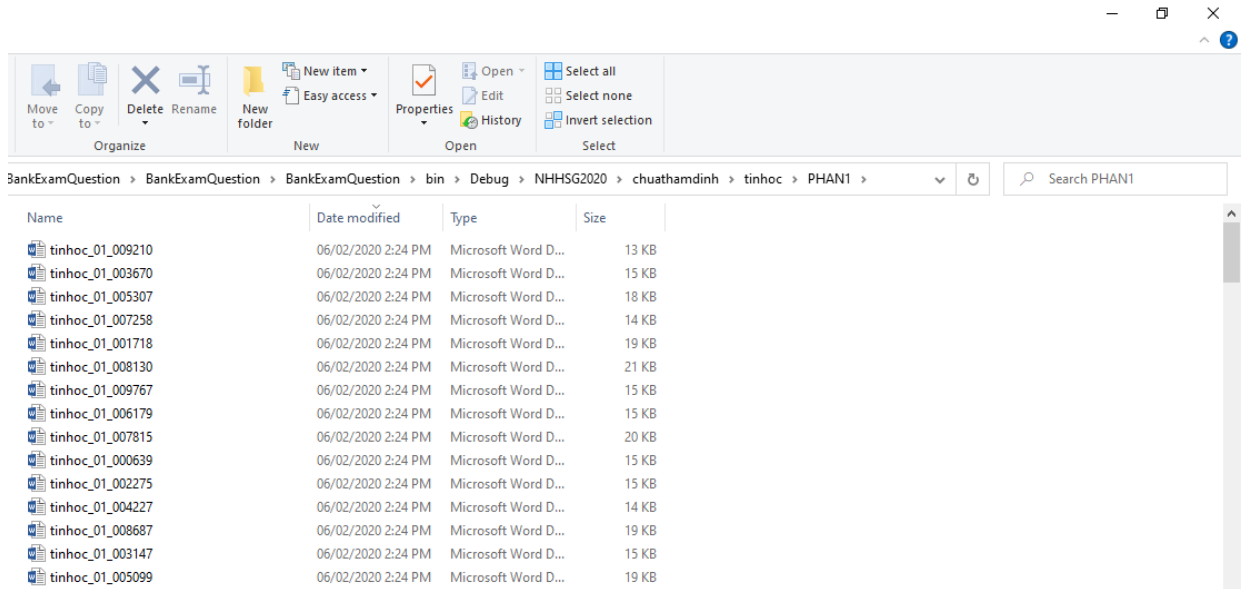 New item
Easy access
Move to
Copy to
Delete
Rename
New folder
Properties
Open
Edit
History
Select all
Select none
Invert selection
Organize
New
Open
Select
BankExamQuestion > BankExamQuestion > BankExamQuestion > bin > Debug > NHHSG2020 > chuathamdinh > tinhoc > PHAN1 >
Search PHAN1
Name Date modified Type Size
tinhoc_01_009210 06/02/2020 2:24 PM Microsoft Word D... 13 KB
tinhoc_01_003670 06/02/2020 2:24 PM Microsoft Word D... 15 KB
tinhoc_01_005307 06/02/2020 2:24 PM Microsoft Word D... 18 KB
tinhoc_01_007258 06/02/2020 2:24 PM Microsoft Word D... 14 KB
tinhoc_01_001718 06/02/2020 2:24 PM Microsoft Word D... 19 KB
tinhoc_01_008130 06/02/2020 2:24 PM Microsoft Word D... 21 KB
tinhoc_01_009767 06/02/2020 2:24 PM Microsoft Word D... 15 KB
tinhoc_01_006179 06/02/2020 2:24 PM Microsoft Word D... 15 KB
tinhoc_01_007815 06/02/2020 2:24 PM Microsoft Word D... 20 KB
tinhoc_01_000639 06/02/2020 2:24 PM Microsoft Word D... 15 KB
tinhoc_01_002275 06/02/2020 2:24 PM Microsoft Word D... 15 KB
tinhoc_01_004227 06/02/2020 2:24 PM Microsoft Word D... 14 KB
tinhoc_01_008687 06/02/2020 2:24 PM Microsoft Word D... 19 KB
tinhoc_01_003147 06/02/2020 2:24 PM Microsoft Word D... 15 KB
tinhoc_01_005099 06/02/2020 2:24 PM Microsoft Word D... 19 KB